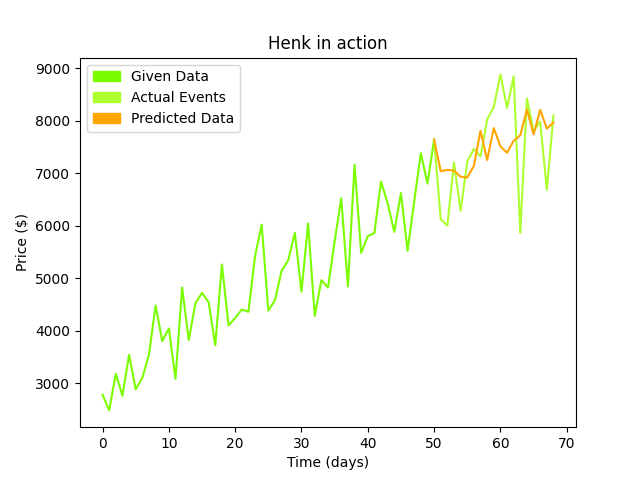 Henk in action
Given Data
Actual Events
Predicted Data
Price ($)
9000
8000
7000
6000
5000
4000
3000
0 10 20 30 40 50 60 70
Time (days)